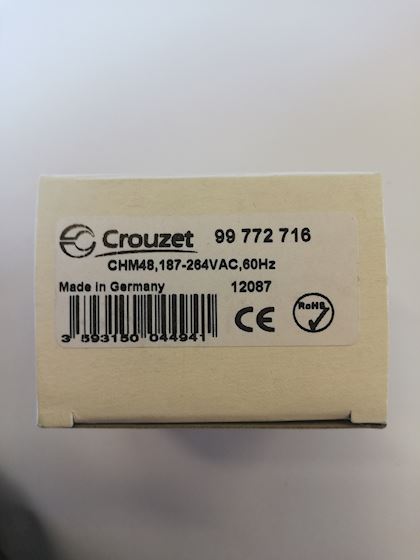 Crouzet 99 772 716
CHM48,187-264VAC,60Hz
Made in Germany 12087
CE RoHS
3 593150 044941